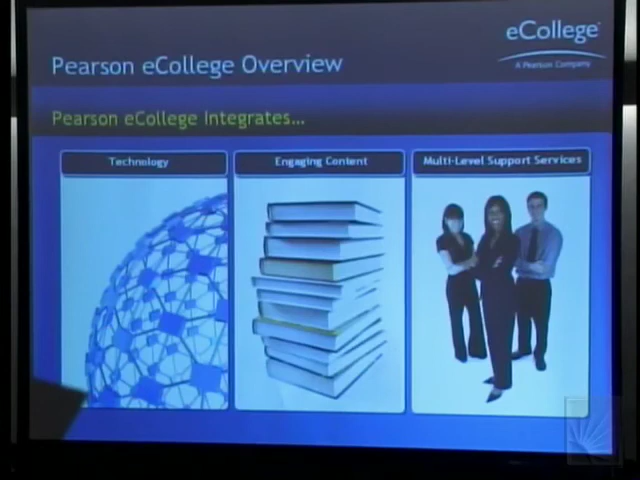 eCollege
A Pearson Company
Pearson eCollege Overview
Pearson eCollege Integrates...
Technology
Engaging Content
Multi-Level Support Services